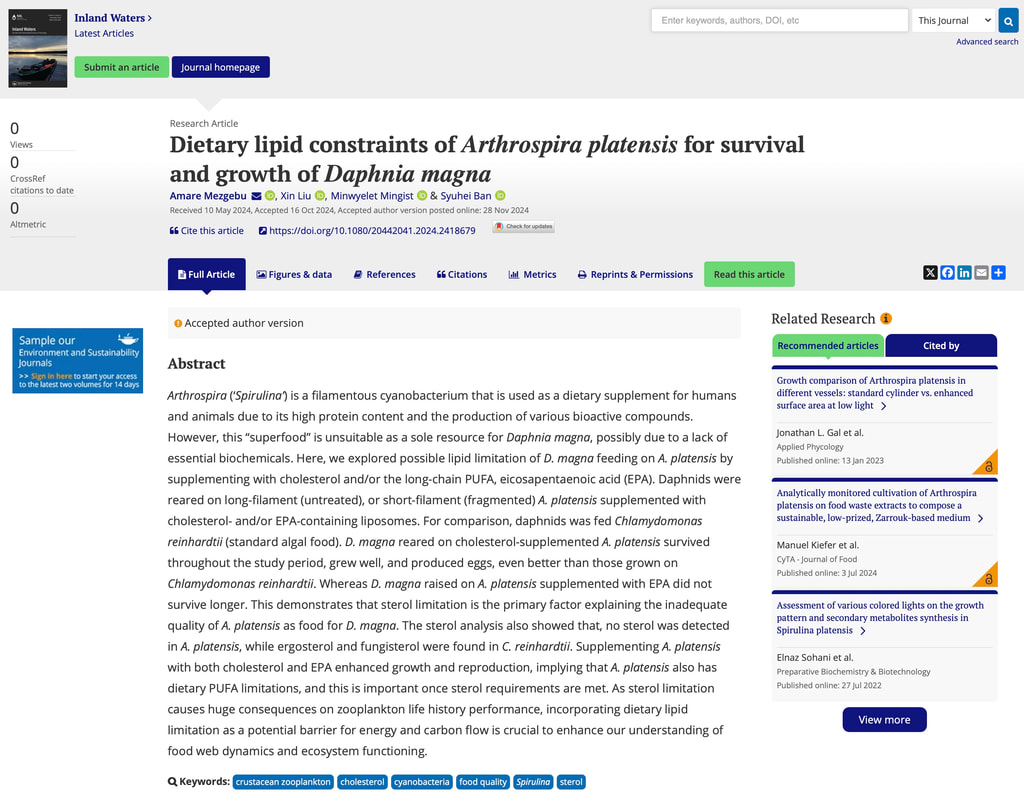 Inland Waters >
Latest Articles
Submit an article
Journal homepage
Enter keywords, authors, DOI, etc
This Journal
Advanced search
0
Views
0
CrossRef
citations to date
0
Altmetric
Research Article
Dietary lipid constraints of Arthrospira platensis for survival
and growth of Daphnia magna
Amare Mezgebu, Xin Liu, Minwyelet Mingist & Syuhei Ban
Received 10 May 2024, Accepted 16 Oct 2024, Accepted author version posted online: 28 Nov 2024
Cite this article
https://doi.org/10.1080/20442041.2024.2418679
Check for updates
Full Article
Figures & data
References
Citations
Metrics
Reprints & Permissions
Read this article
Sample our
Environment and Sustainability
Journals
>> Sign in here to start your access
to the latest two volumes for 14 days
Accepted author version
Abstract
Arthrospira (‘Spirulina’) is a filamentous cyanobacterium that is used as a dietary supplement for humans
and animals due to its high protein content and the production of various bioactive compounds.
However, this “superfood” is unsuitable as a sole resource for Daphnia magna, possibly due to a lack of
essential biochemicals. Here, we explored possible lipid limitation of D. magna feeding on A. platensis by
supplementing with cholesterol and/or the long-chain PUFA, eicosapentaenoic acid (EPA). Daphnids were
reared on long-filament (untreated), or short-filament (fragmented) A. platensis supplemented with
cholesterol- and/or EPA-containing liposomes. For comparison, daphnids was fed Chlamydomonas
reinhardtii (standard algal food). D. magna reared on cholesterol-supplemented A. platensis survived
throughout the study period, grew well, and produced eggs, even better than those grown on
Chlamydomonas reinhardtii. Whereas D. magna raised on A. platensis supplemented with EPA did not
survive longer. This demonstrates that sterol limitation is the primary factor explaining the inadequate
quality of A. platensis as food for D. magna. The sterol analysis also showed that, no sterol was detected
in A. platensis, while ergosterol and fungisterol were found in C. reinhardtii. Supplementing A. platensis
with both cholesterol and EPA enhanced growth and reproduction, implying that A. platensis also has
dietary PUFA limitations, and this is important once sterol requirements are met. As sterol limitation
causes huge consequences on zooplankton life history performance, incorporating dietary lipid
limitation as a potential barrier for energy and carbon flow is crucial to enhance our understanding of
food web dynamics and ecosystem functioning.
Keywords: crustacean zooplankton cholesterol cyanobacteria food quality Spirulina sterol
Related Research
Recommended articles
Cited by
Growth comparison of Arthrospira platensis in
different vessels: standard cylinder vs. enhanced
surface area at low light >
Jonathan L. Gal et al.
Applied Phycology
Published online: 13 Jan 2023
Analytically monitored cultivation of Arthrospira
platensis on food waste extracts to compose a
sustainable, low-prized, Zarrouk-based medium >
Manuel Kiefer et al.
CyTA - Journal of Food
Published online: 3 Jul 2024
Assessment of various colored lights on the growth
pattern and secondary metabolites synthesis in
Spirulina platensis >
Elnaz Sohani et al.
Preparative Biochemistry & Biotechnology
Published online: 27 Jul 2022
View more